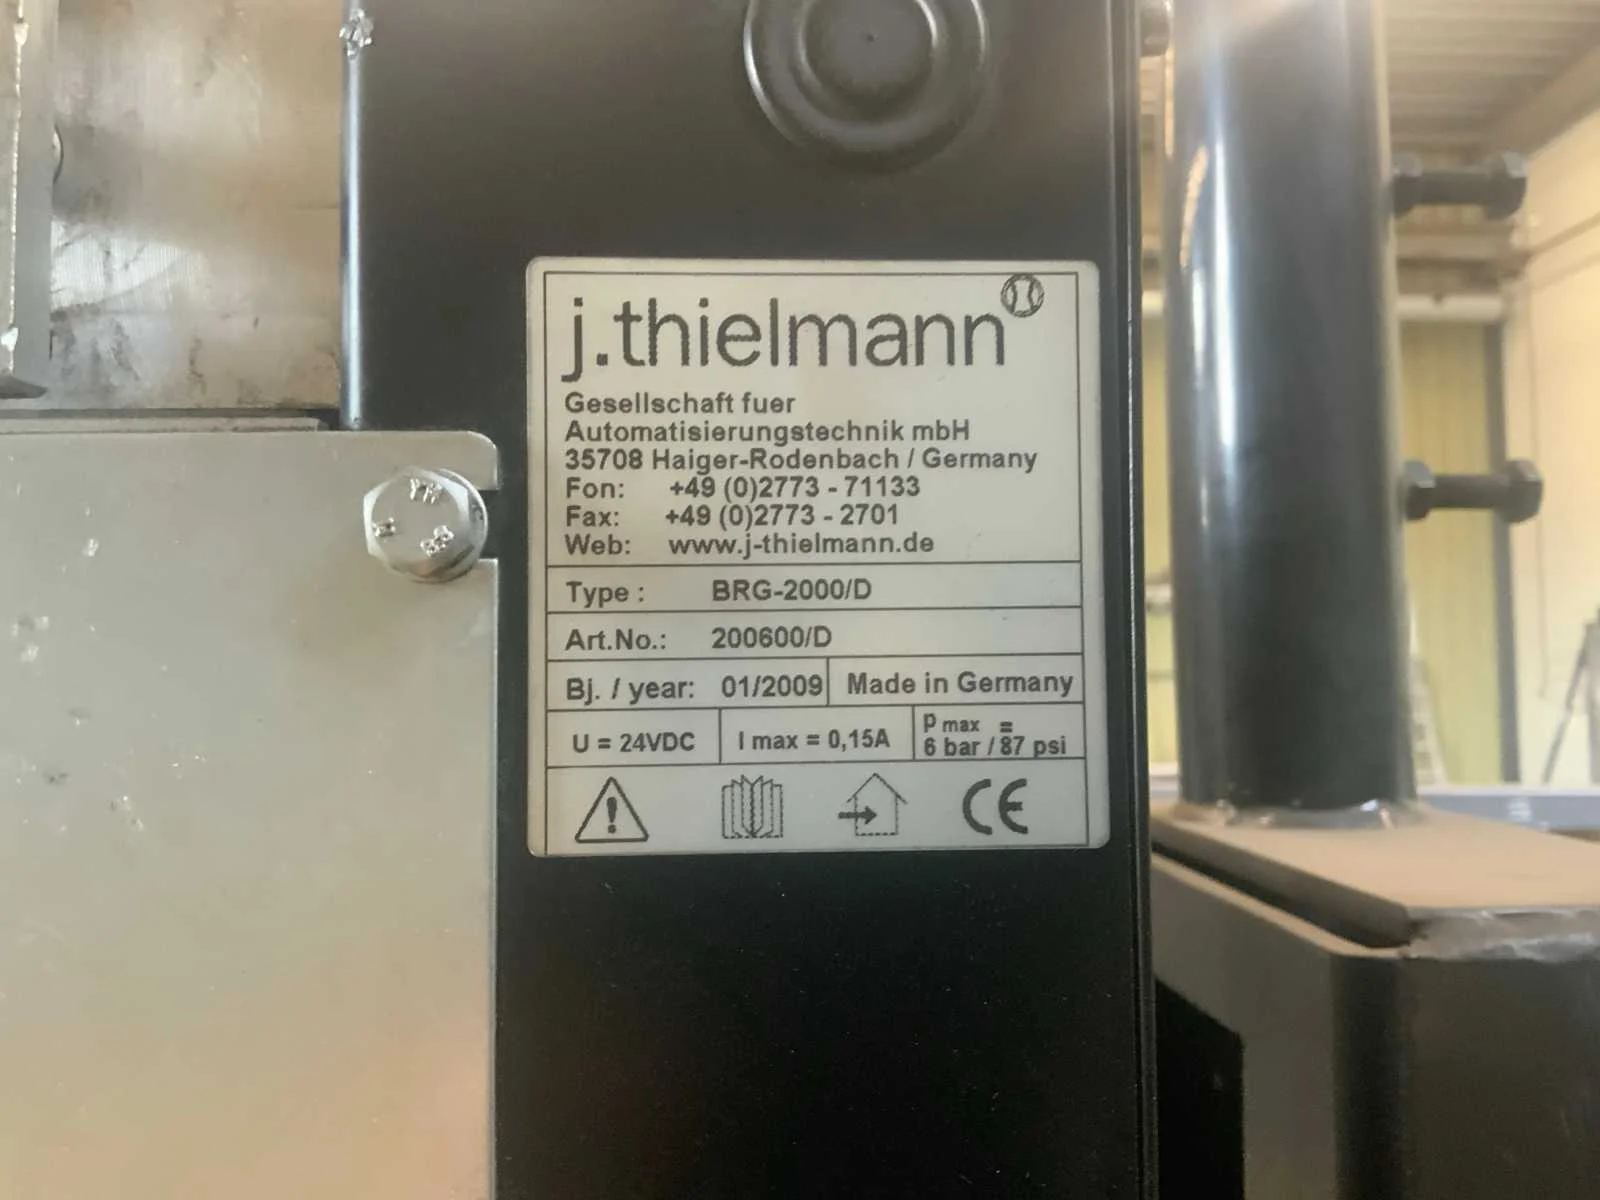 j.thielmann
Gesellschaft fuer
Automatisierungstechnik mbH
35708 Haiger-Rodenbach / Germany
Fon: +49 (0)2773 - 71133
Fax: +49 (0)2773 - 2701
Web: www.j-thielmann.de
Type : BRG-2000/D
Art.No.: 200600/D
Bj. / year: 01/2009 Made in Germany
U = 24VDC I max = 0,15A P max =
6 bar / 87 psi
CE